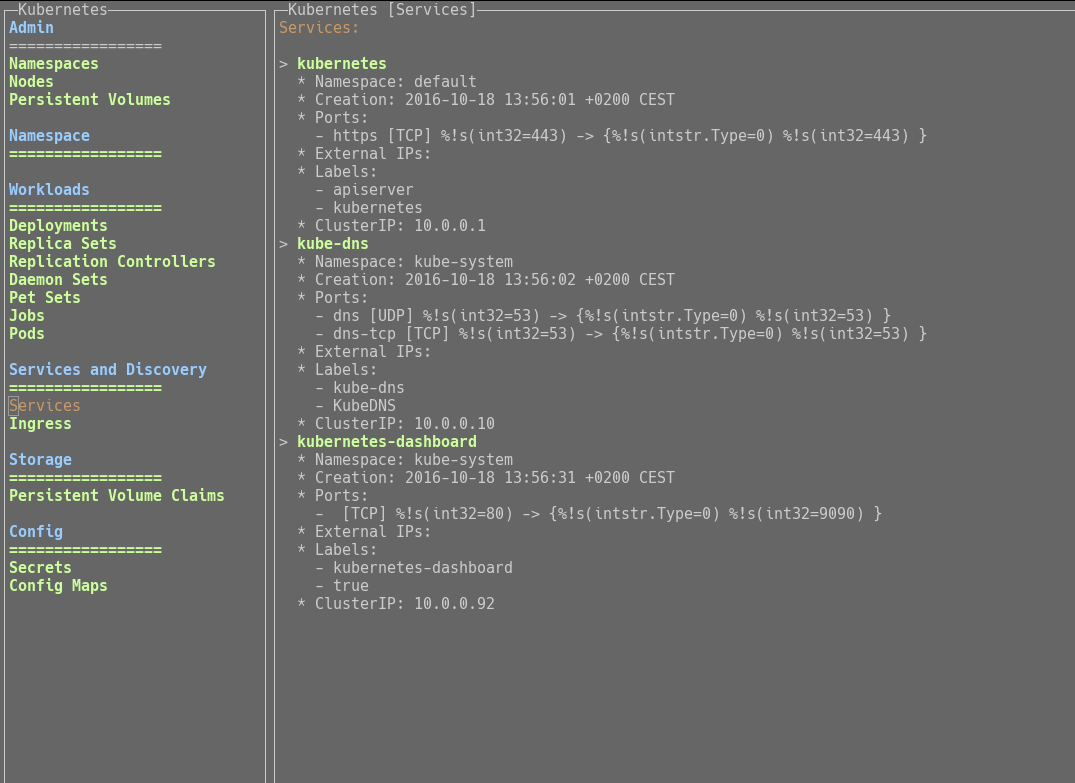 Kubernetes
Admin
=================
Namespaces
Nodes
Persistent Volumes
Namespace
=================
Workloads
=================
Deployments
Replica Sets
Replication Controllers
Daemon Sets
Pet Sets
Jobs
Pods
Services and Discovery
=================
Services
Ingress
Storage
=================
Persistent Volume Claims
Config
=================
Secrets
Config Maps
Kubernetes [Services]
Services:
> kubernetes
* Namespace: default
* Creation: 2016-10-18 13:56:01 +0200 CEST
* Ports:
- https [TCP] %!s(int32=443) -> {%!s(intstr.Type=0) %!s(int32=443) }
* External IPs:
* Labels:
- apiserver
- kubernetes
* ClusterIP: 10.0.0.1
> kube-dns
* Namespace: kube-system
* Creation: 2016-10-18 13:56:02 +0200 CEST
* Ports:
- dns [UDP] %!s(int32=53) -> {%!s(intstr.Type=0) %!s(int32=53) }
- dns-tcp [TCP] %!s(int32=53) -> {%!s(intstr.Type=0) %!s(int32=53) }
* External IPs:
* Labels:
- kube-dns
- KubeDNS
* ClusterIP: 10.0.0.10
> kubernetes-dashboard
* Namespace: kube-system
* Creation: 2016-10-18 13:56:31 +0200 CEST
* Ports:
-  [TCP] %!s(int32=80) -> {%!s(intstr.Type=0) %!s(int32=9090) }
* External IPs:
* Labels:
- kubernetes-dashboard
- true
* ClusterIP: 10.0.0.92